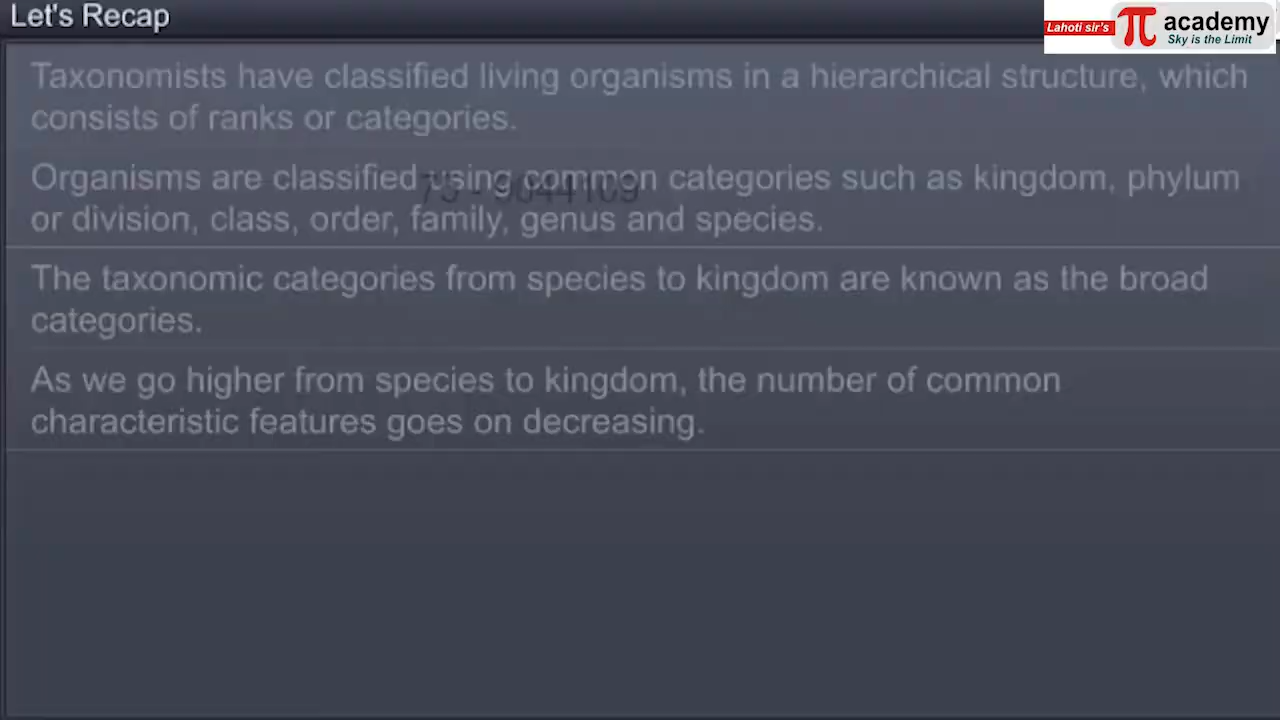 Let's Recap
Lahoti sir's
π academy
Sky is the Limit
Taxonomists have classified living organisms in a hierarchical structure, which
consists of ranks or categories.
Organisms are classified using common categories such as kingdom, phylum
or division, class, order, family, genus and species.
The taxonomic categories from species to kingdom are known as the broad
categories.
As we go higher from species to kingdom, the number of common
characteristic features goes on decreasing.